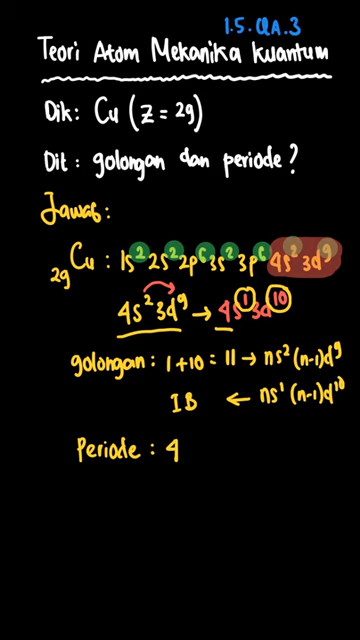 1.5.QA.3
Teori Atom Mekanika Kuantum
Dik: Cu (Z = 29)
Dit : golongan dan periode?
Jawab :
₂₉Cu : 1s² 2s² 2p⁶ 3s² 3p⁶ 4s² 3d⁹
4s² 3d⁹ → 4s¹ 3d¹⁰
golongan : 1 + 10 = 11 → ns² (n-1)d⁹
IB ← ns¹ (n-1)d¹⁰
Periode : 4